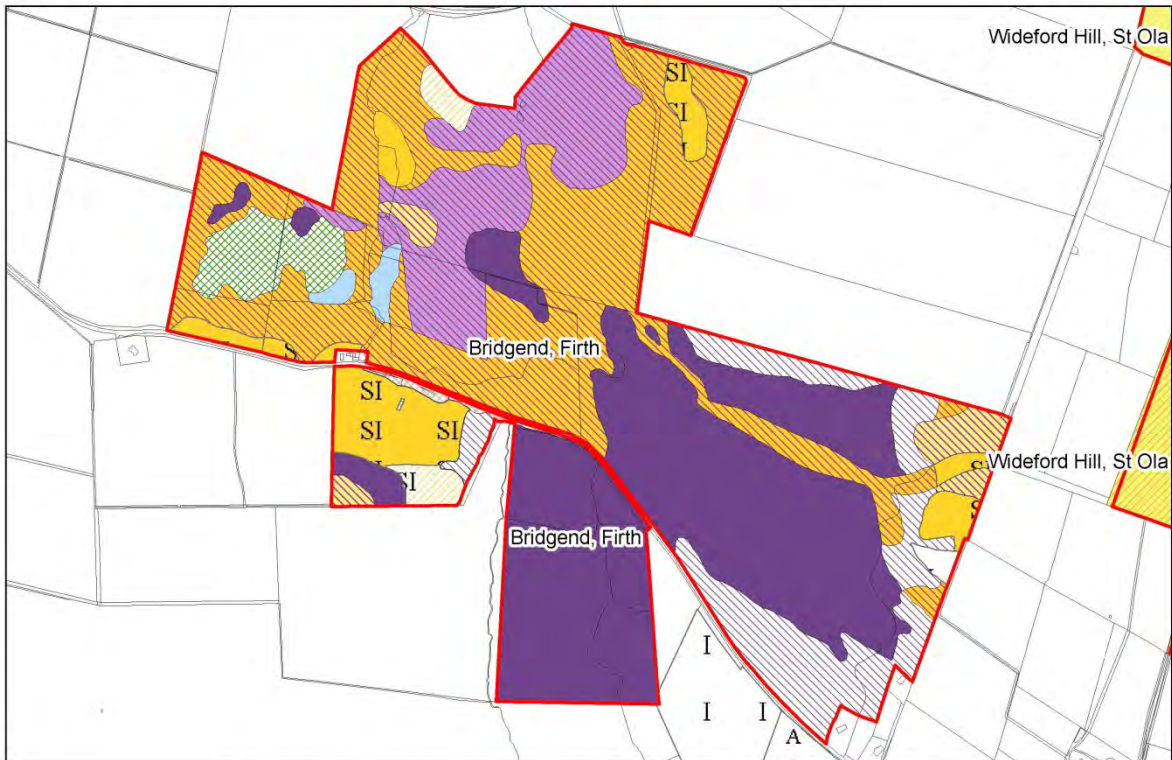 Wideford Hill, St Ola
SI
SI
Bridgend, Firth
S
SI
SI SI
Wideford Hill, St Ola
SI
Bridgend, Firth
I
I I
A